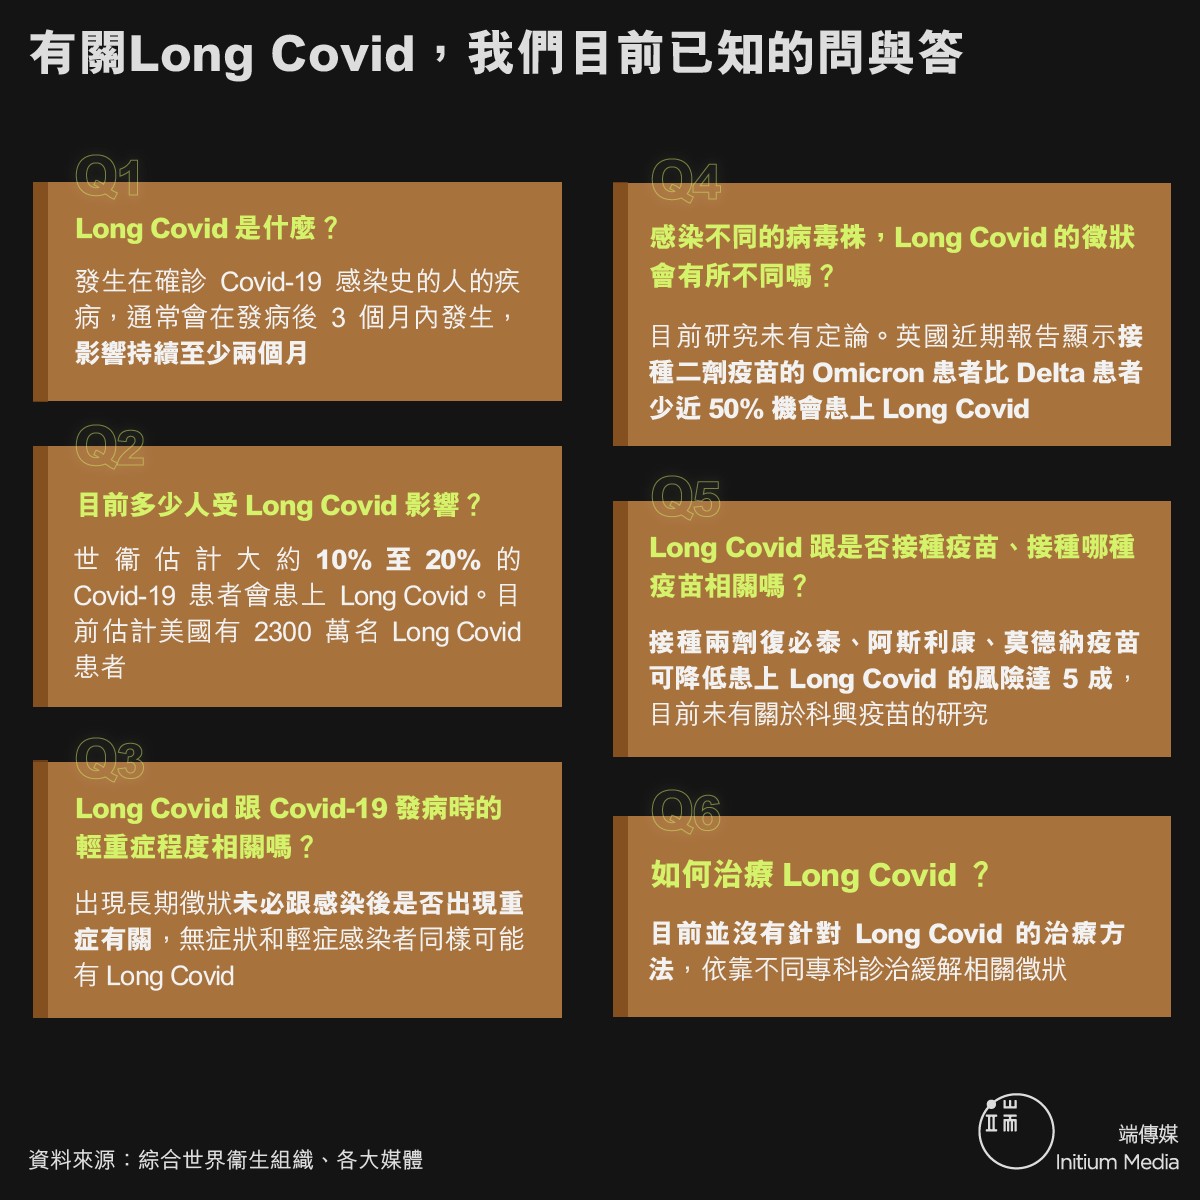 有關Long Covid，我們目前已知的問與答
Q1
Long Covid 是什麼？
發生在確診 Covid-19 感染史的人的疾
病，通常會在發病後 3 個月內發生，
影響持續至少兩個月
Q2
目前多少人受 Long Covid 影響？
世衞估計大約 10% 至 20% 的
Covid-19 患者會患上 Long Covid。目
前估計美國有 2300 萬名 Long Covid
患者
Q3
Long Covid 跟 Covid-19 發病時的
輕重症程度相關嗎？
出現長期徵狀未必跟感染後是否出現重
症有關，無症狀和輕症感染者同樣可能
有 Long Covid
Q4
感染不同的病毒株，Long Covid 的徵狀
會有所不同嗎？
目前研究未有定論。英國近期報告顯示接
種二劑疫苗的 Omicron 患者比 Delta 患者
少近 50% 機會患上 Long Covid
Q5
Long Covid 跟是否接種疫苗、接種哪種
疫苗相關嗎？
接種兩劑復必泰、阿斯利康、莫德納疫苗
可降低患上 Long Covid 的風險達 5 成，
目前未有關於科興疫苗的研究
Q6
如何治療 Long Covid ？
目前並沒有針對 Long Covid 的治療方
法，依靠不同專科診治緩解相關徵狀
資料來源：綜合世界衞生組織、各大媒體
端
端傳媒
Initium Media